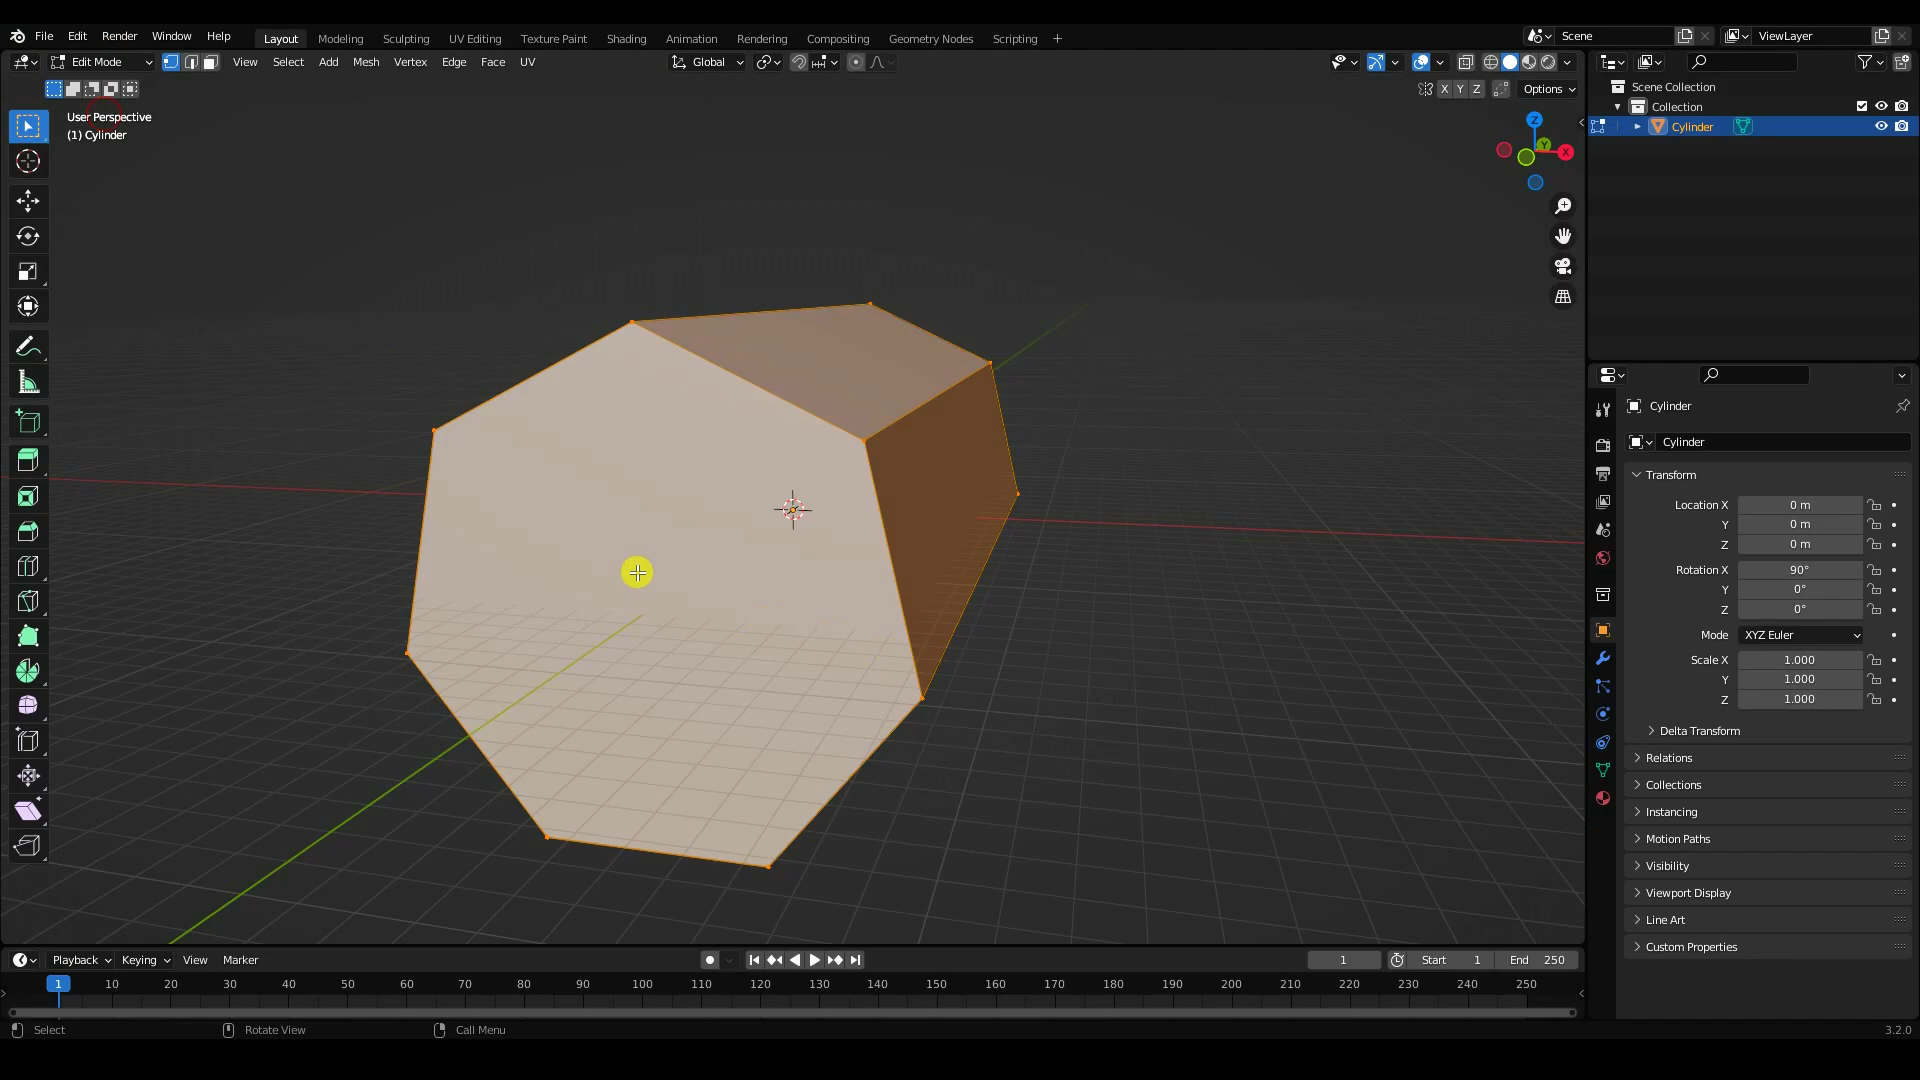 File Edit Render Window Help Layout Modeling Sculpting UV Editing Texture Paint Shading Animation Rendering Compositing Geometry Nodes Scripting + Scene ViewLayer
Edit Mode View Select Add Mesh Vertex Edge Face UV Global
X Y Z Options
User Perspective
(1) Cylinder
Z
Y
X
Scene Collection
Collection
Cylinder
Cylinder
Cylinder
Transform
Location X 0 m
Y 0 m
Z 0 m
Rotation X 90°
Y 0°
Z 0°
Mode XYZ Euler
Scale X 1.000
Y 1.000
Z 1.000
Delta Transform
Relations
Collections
Instancing
Motion Paths
Visibility
Viewport Display
Line Art
Custom Properties
Playback Keying View Marker 1 Start 1 End 250
1 10 20 30 40 50 60 70 80 90 100 110 120 130 140 150 160 170 180 190 200 210 220 230 240 250
Select Rotate View Call Menu 3.2.0